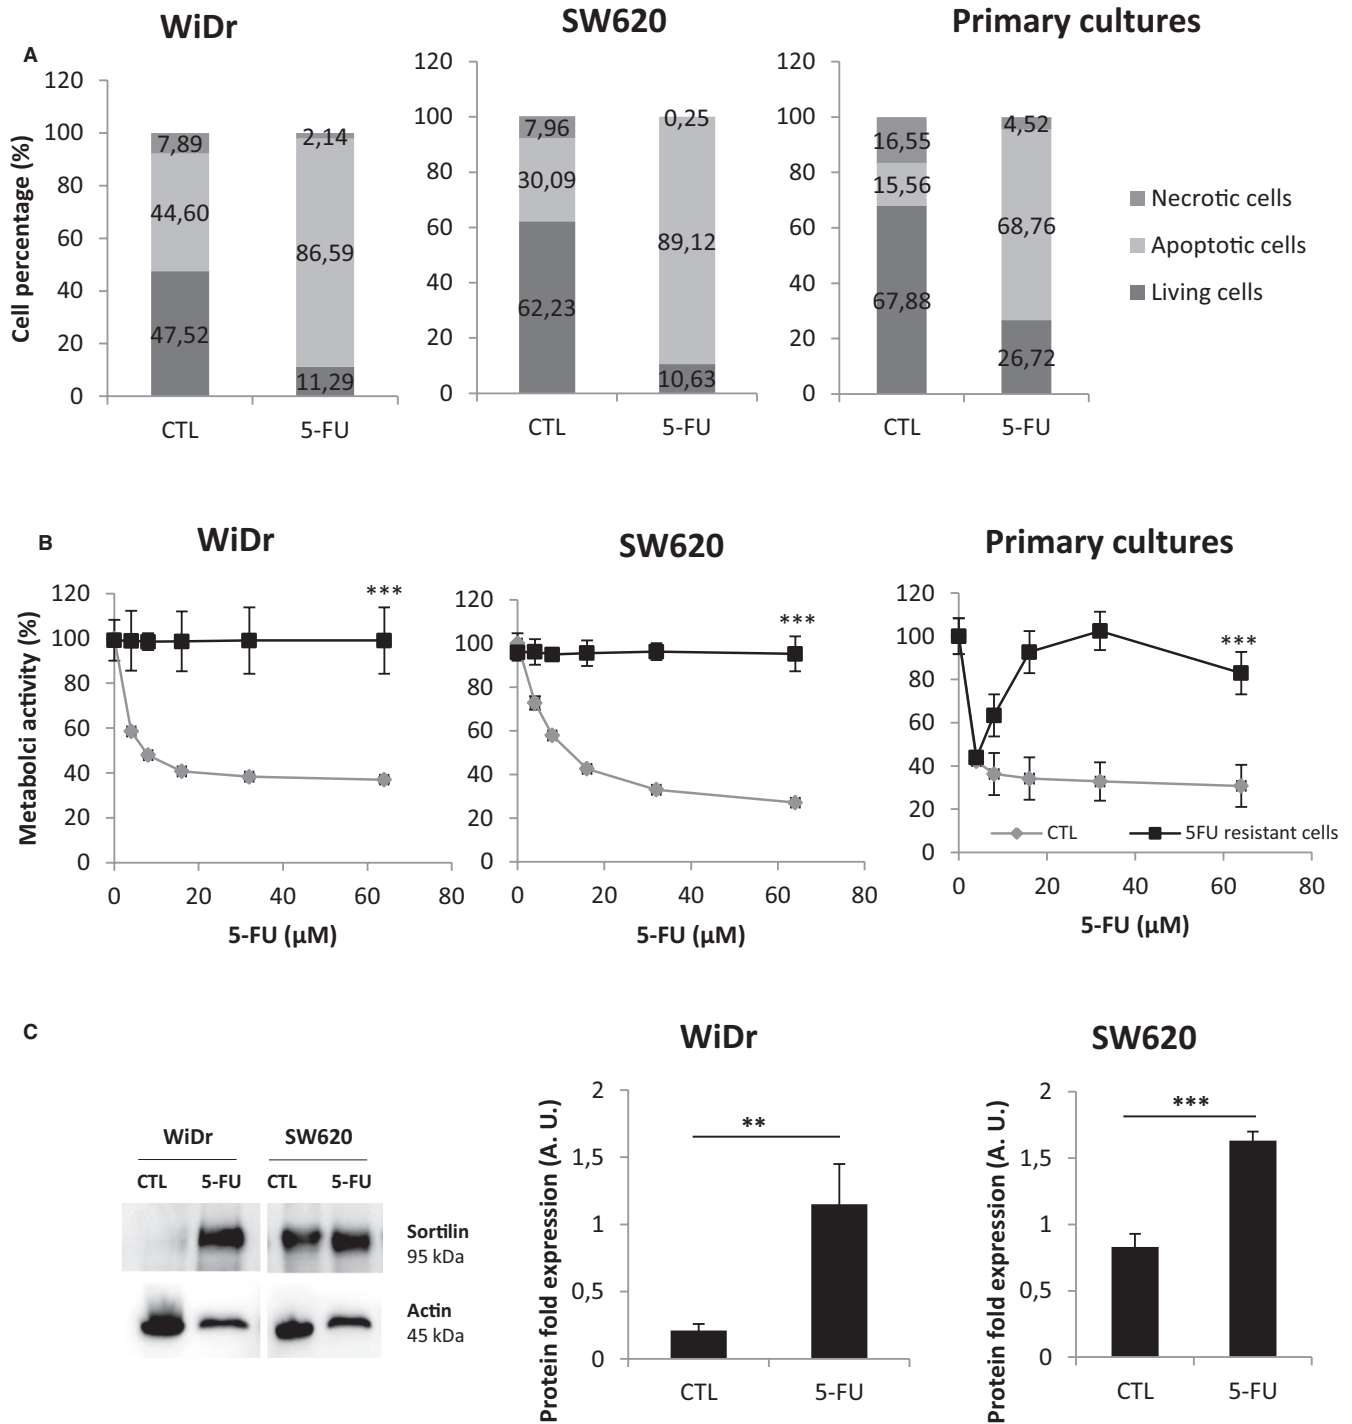 WiDr
SW620
Primary cultures
A
Cell percentage (%)
120
100
80
60
40
20
0
7,89
44,60
47,52
2,14
86,59
11,29
CTL
5-FU
120
100
80
60
40
20
0
7,96
30,09
62,23
0,25
89,12
10,63
CTL
5-FU
120
100
80
60
40
20
0
16,55
15,56
67,88
4,52
68,76
26,72
CTL
5-FU
Necrotic cells
Apoptotic cells
Living cells
B
WiDr
SW620
Primary cultures
Metabolci activity (%)
120
100
80
60
40
20
0
***
0 20 40 60 80
5-FU (µM)
120
100
80
60
40
20
0
***
0 20 40 60 80
5-FU (µM)
120
100
80
60
40
20
0
***
CTL
5FU resistant cells
0 20 40 60 80
5-FU (µM)
C
WiDr
SW620
CTL 5-FU CTL 5-FU
Sortilin
95 kDa
Actin
45 kDa
WiDr
Protein fold expression (A. U.)
2
1,5
1
0,5
0
**
CTL
5-FU
SW620
Protein fold expression (A. U.)
2
1,5
1
0,5
0
***
CTL
5-FU